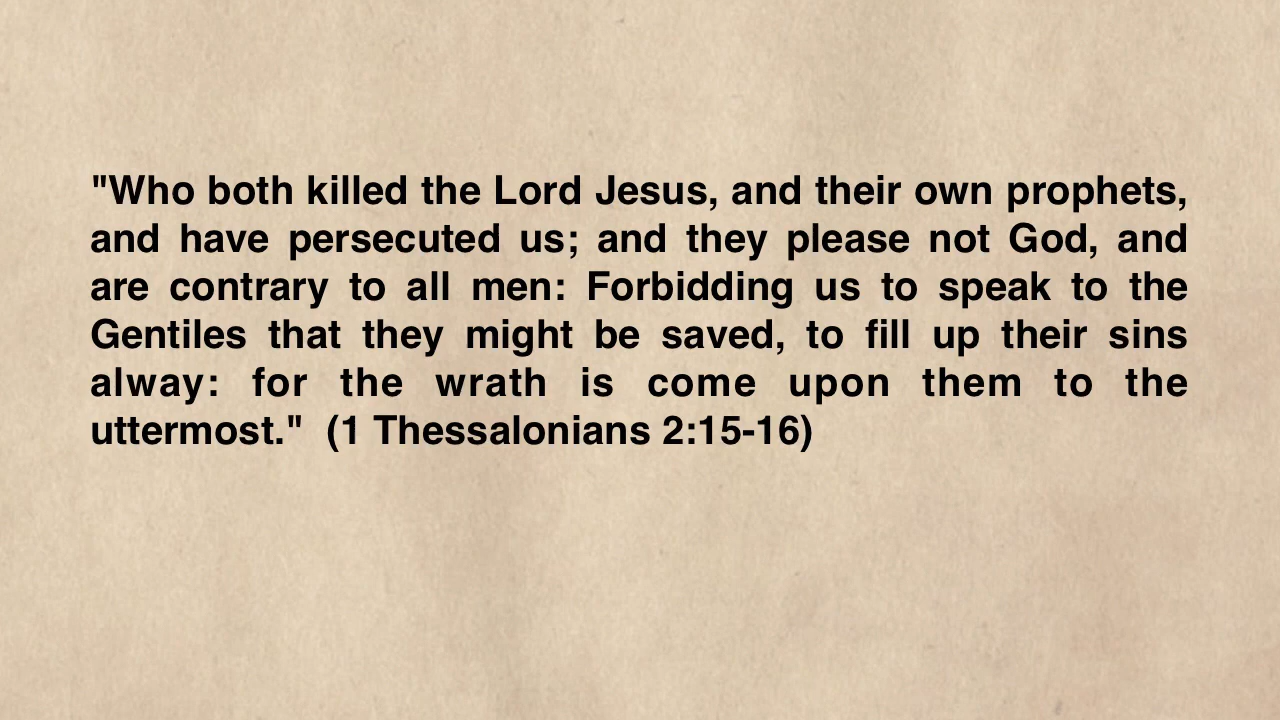 "Who both killed the Lord Jesus, and their own prophets,
and have persecuted us; and they please not God, and
are contrary to all men: Forbidding us to speak to the
Gentiles that they might be saved, to fill up their sins
alway: for the wrath is come upon them to the
uttermost."  (1 Thessalonians 2:15-16)